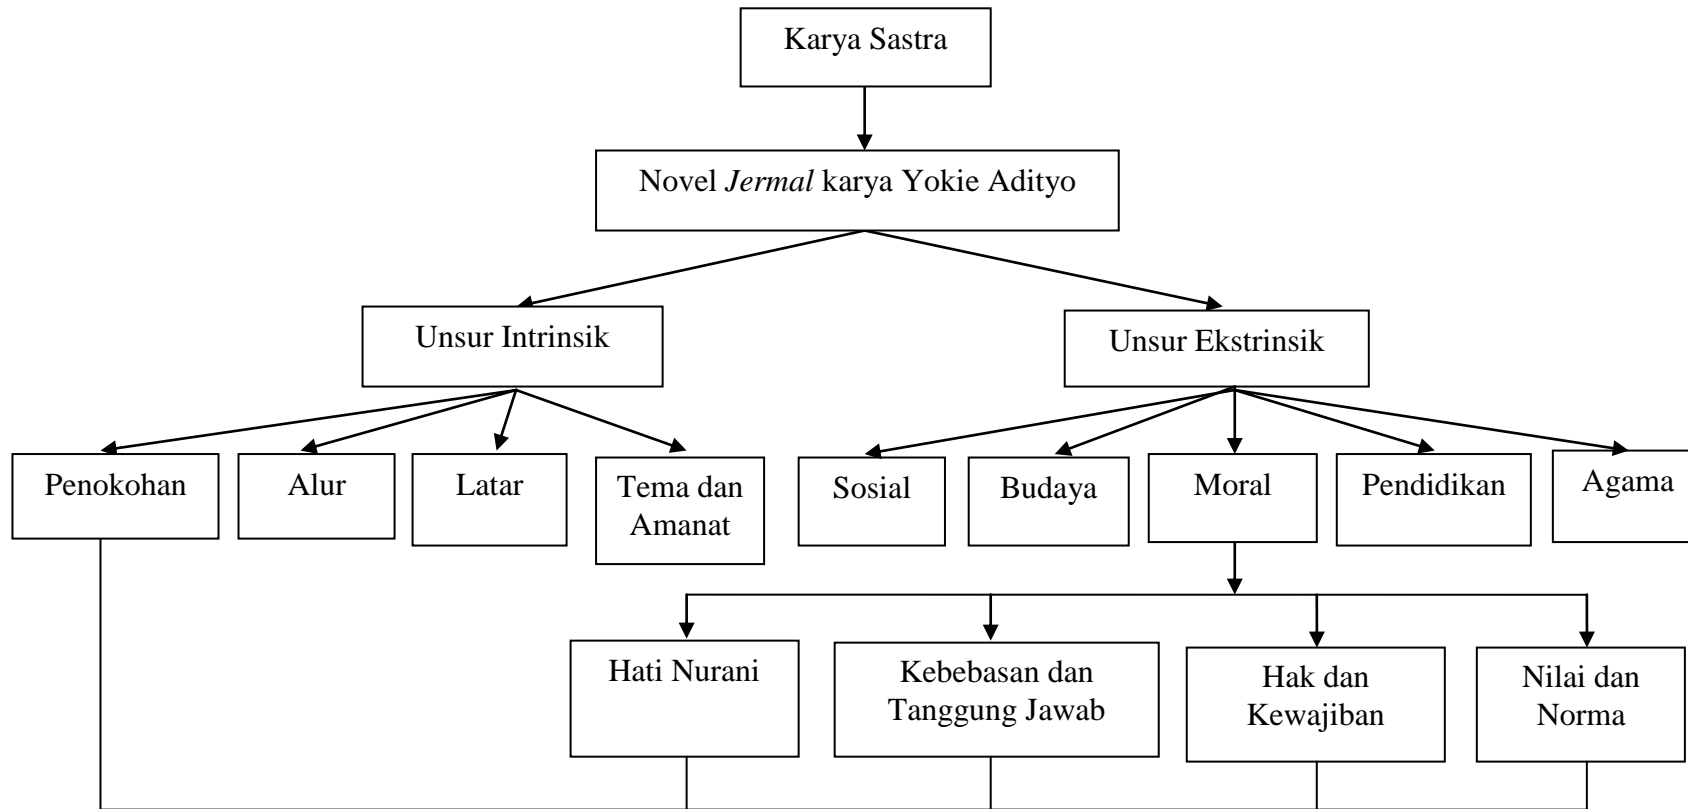 Karya Sastra
Novel Jermal karya Yokie Adityo
Unsur Intrinsik
Unsur Ekstrinsik
Penokohan
Alur
Latar
Tema dan
Amanat
Sosial
Budaya
Moral
Pendidikan
Agama
Hati Nurani
Kebebasan dan
Tanggung Jawab
Hak dan
Kewajiban
Nilai dan
Norma